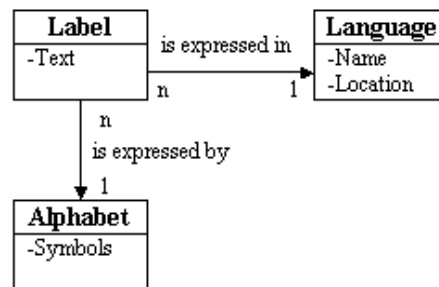 Label
-Text
is expressed in
n
1
Language
-Name
-Location
n
is expressed by
1
Alphabet
-Symbols